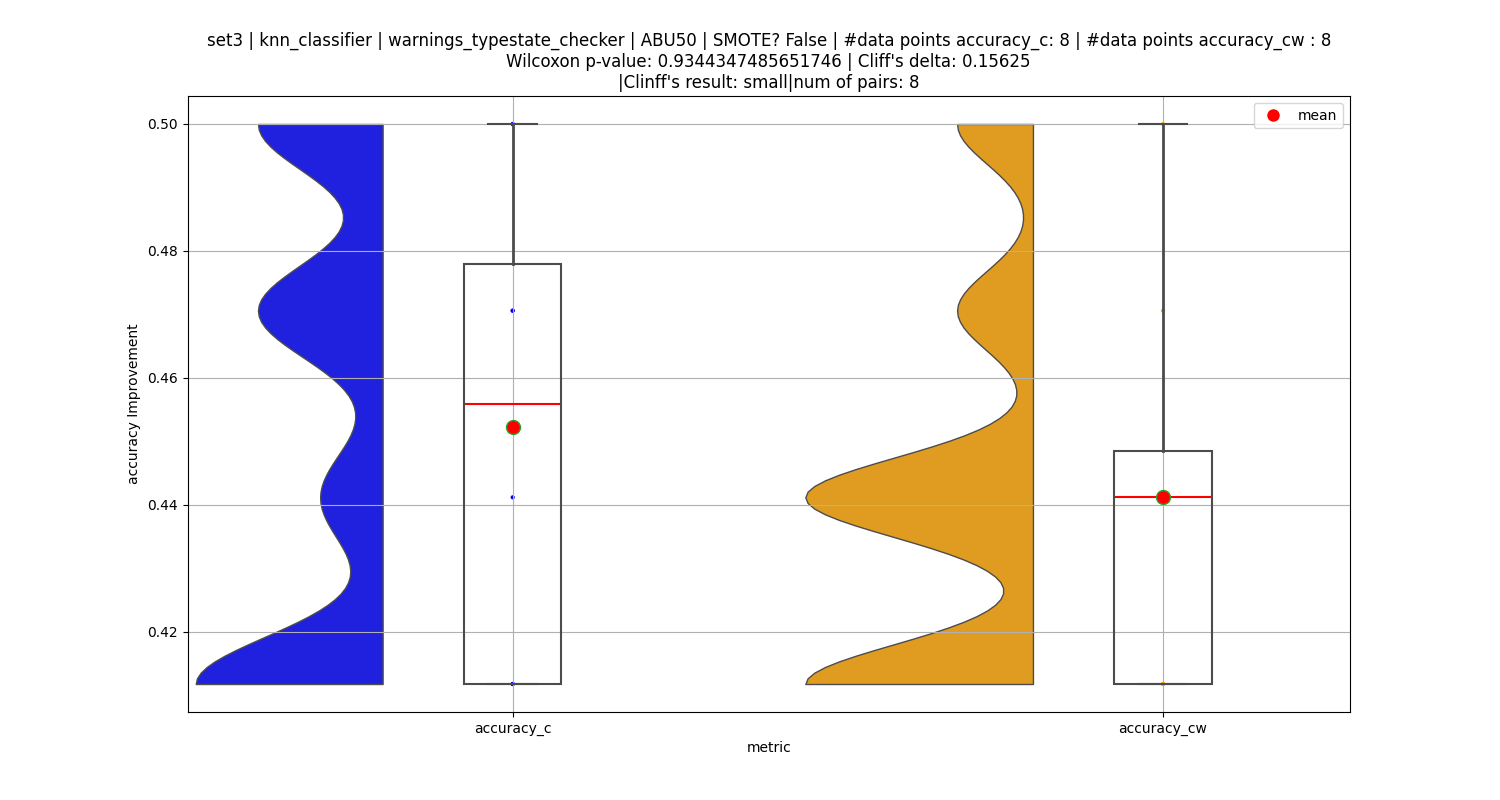 set3 | knn_classifier | warnings_typestate_checker | ABU50 | SMOTE? False | #data points accuracy_c: 8 | #data points accuracy_cw : 8
Wilcoxon p-value: 0.9344347485651746 | Cliff's delta: 0.15625
|Clinff's result: small|num of pairs: 8
mean
0.50
0.48
0.46
0.44
0.42
accuracy Improvement
accuracy_c
accuracy_cw
metric